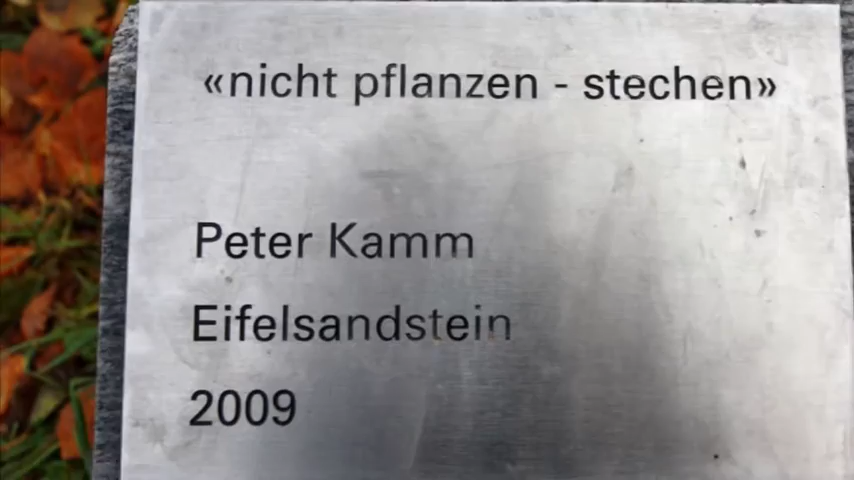 «nicht pflanzen - stechen»
Peter Kamm
Eifelsandstein
2009